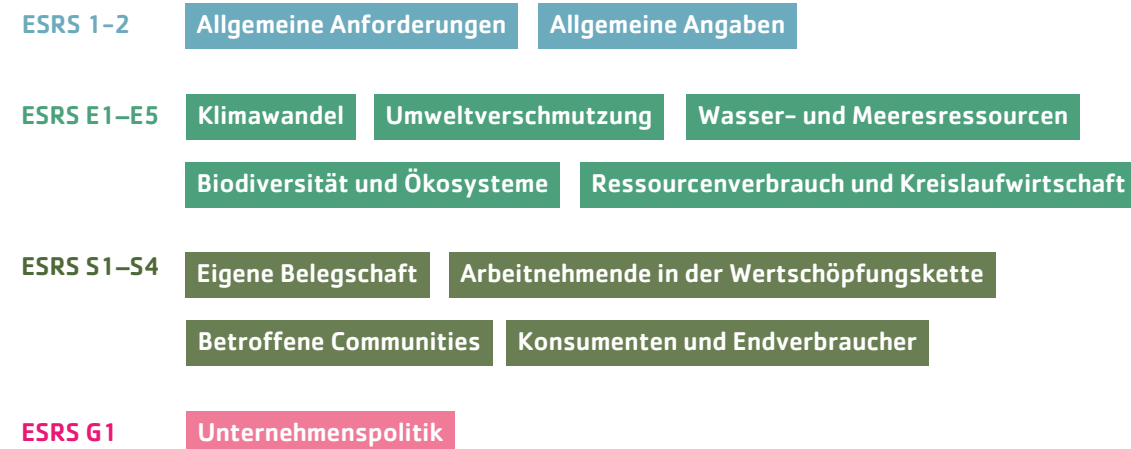 ESRS 1-2 Allgemeine Anforderungen Allgemeine Angaben
ESRS E1–E5 Klimawandel Umweltverschmutzung Wasser- und Meeresressourcen
Biodiversität und Ökosysteme Ressourcenverbrauch und Kreislaufwirtschaft
ESRS S1–S4 Eigene Belegschaft Arbeitnehmende in der Wertschöpfungskette
Betroffene Communities Konsumenten und Endverbraucher
ESRS G1 Unternehmenspolitik